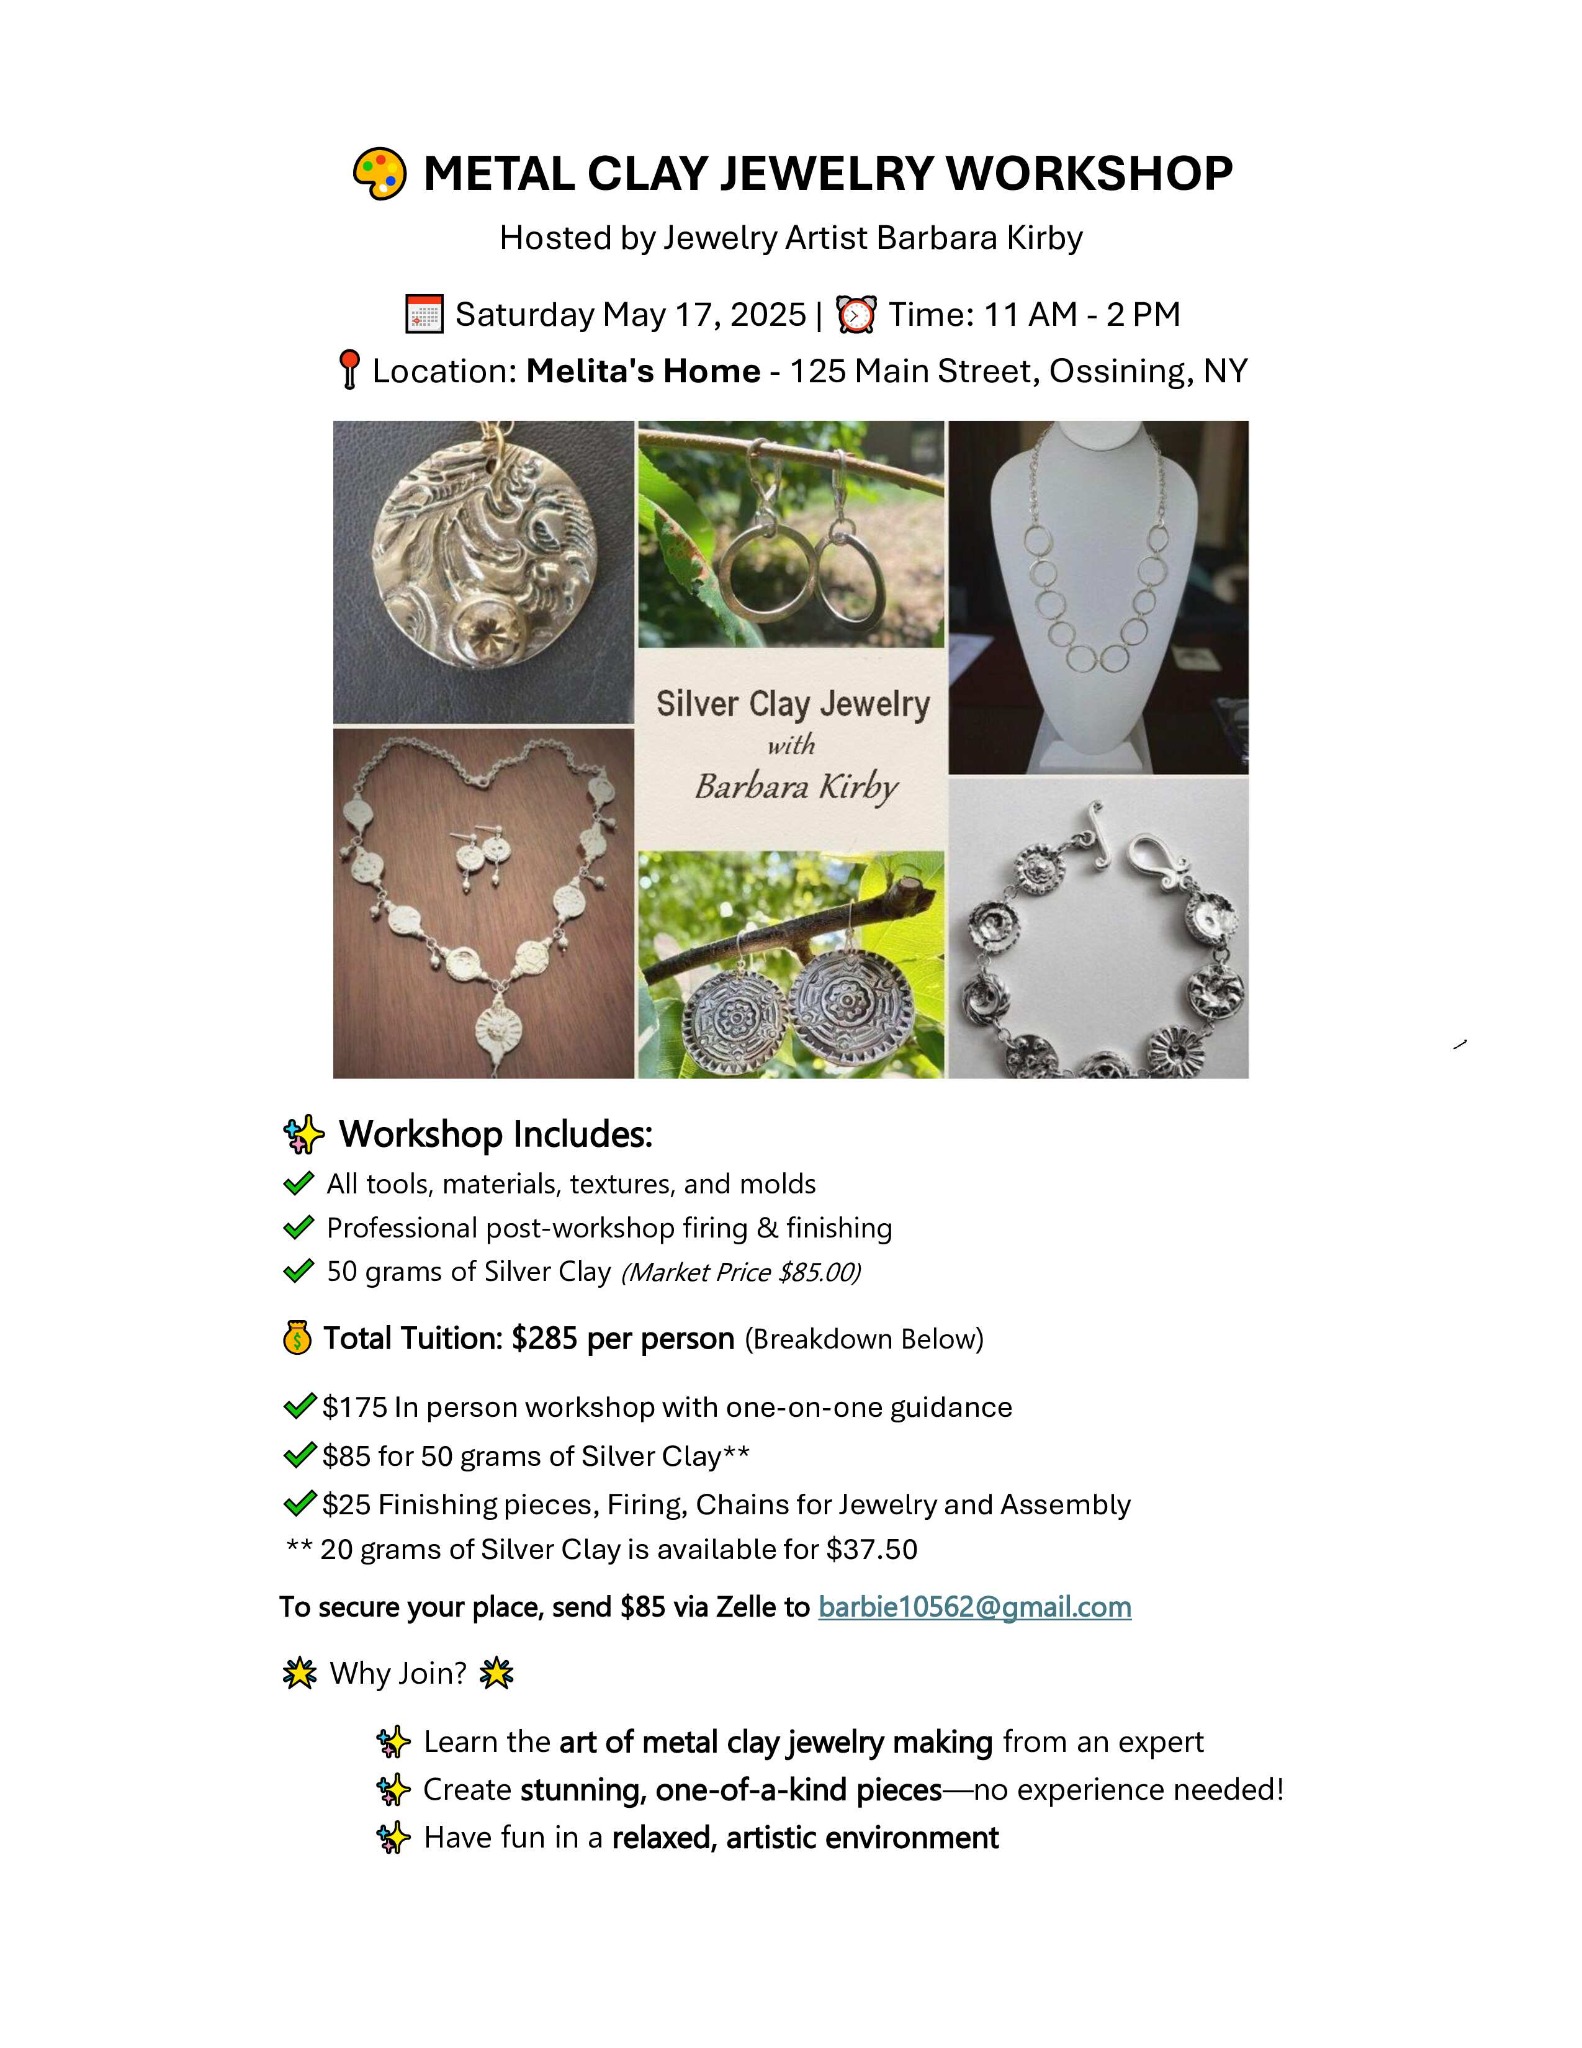 METAL CLAY JEWELRY WORKSHOP
Hosted by Jewelry Artist Barbara Kirby
Saturday May 17, 2025 | Time: 11 AM - 2 PM
Location: Melita's Home - 125 Main Street, Ossining, NY
Silver Clay Jewelry
with
Barbara Kirby
Workshop Includes:
All tools, materials, textures, and molds
Professional post-workshop firing & finishing
50 grams of Silver Clay (Market Price $85.00)
Total Tuition: $285 per person (Breakdown Below)
$175 In person workshop with one-on-one guidance
$85 for 50 grams of Silver Clay**
$25 Finishing pieces, Firing, Chains for Jewelry and Assembly
** 20 grams of Silver Clay is available for $37.50
To secure your place, send $85 via Zelle to barbie10562@gmail.com
Why Join?
Learn the art of metal clay jewelry making from an expert
Create stunning, one-of-a-kind pieces—no experience needed!
Have fun in a relaxed, artistic environment